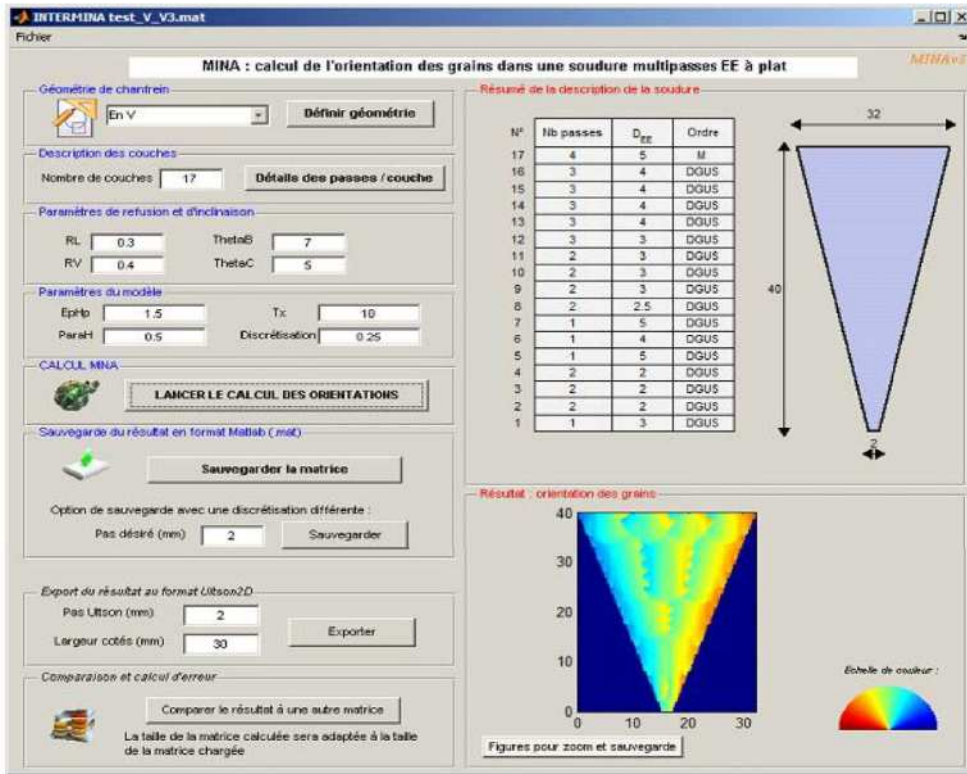 INTERMINA test_V_V3.mat
Fichier
MINA : calcul de l'orientation des grains dans une soudure multipasses EE à plat
MINAv3
Géométrie de chanfrein
En V
Définir géométrie
Description des couches
Nombre de couches 17
Détails des passes / couche
Paramètres de refusion et d'inclinaison
RL 0.3 ThetaB 7
RV 0.4 ThetaC 5
Paramètres du modèle
EpHp 1.5 Tx 10
ParaH 0.5 Discrétisation 0.25
CALCUL MINA
LANCER LE CALCUL DES ORIENTATIONS
Sauvegarde du résultat en format Matlab (.mat)
Sauvegarder la matrice
Option de sauvegarde avec une discrétisation différente :
Pas désiré (mm) 2 Sauvegarder
Export du résultat au format Ultson2D
Pas Ultson (mm) 2
Largeur cotés (mm) 30
Exporter
Comparaison et calcul d'erreur
Comparer le résultat à une autre matrice
La taille de la matrice calculée sera adaptée à la taille
de la matrice chargée
Résumé de la description de la soudure
N° Nb passes D_EE Ordre
17 4 5 M
16 3 4 DGUS
15 3 4 DGUS
14 3 4 DGUS
13 3 4 DGUS
12 3 3 DGUS
11 2 3 DGUS
10 2 3 DGUS
9 2 3 DGUS
8 2 2.5 DGUS
7 1 5 DGUS
6 1 4 DGUS
5 1 5 DGUS
4 2 2 DGUS
3 2 2 DGUS
2 2 2 DGUS
1 1 3 DGUS
32
40
2
Résultat : orientation des grains
40
30
20
10
0
0 10 20 30
Echelle de couleur :
Figures pour zoom et sauvegarde